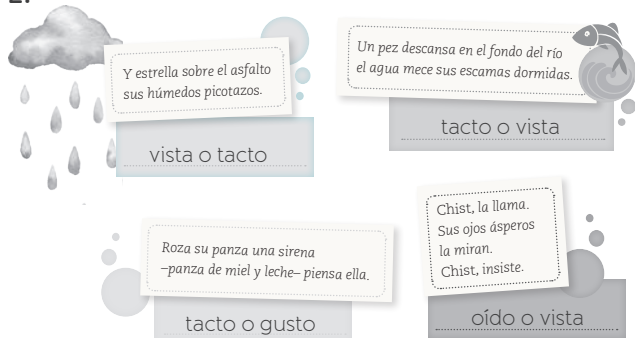 Y estrella sobre el asfalto
sus húmedos picotazos.
vista o tacto
Un pez descansa en el fondo del río
el agua mece sus escamas dormidas.
tacto o vista
Roza su panza una sirena
–panza de miel y leche– piensa ella.
tacto o gusto
Chist, la llama.
Sus ojos ásperos
la miran.
Chist, insiste.
oído o vista